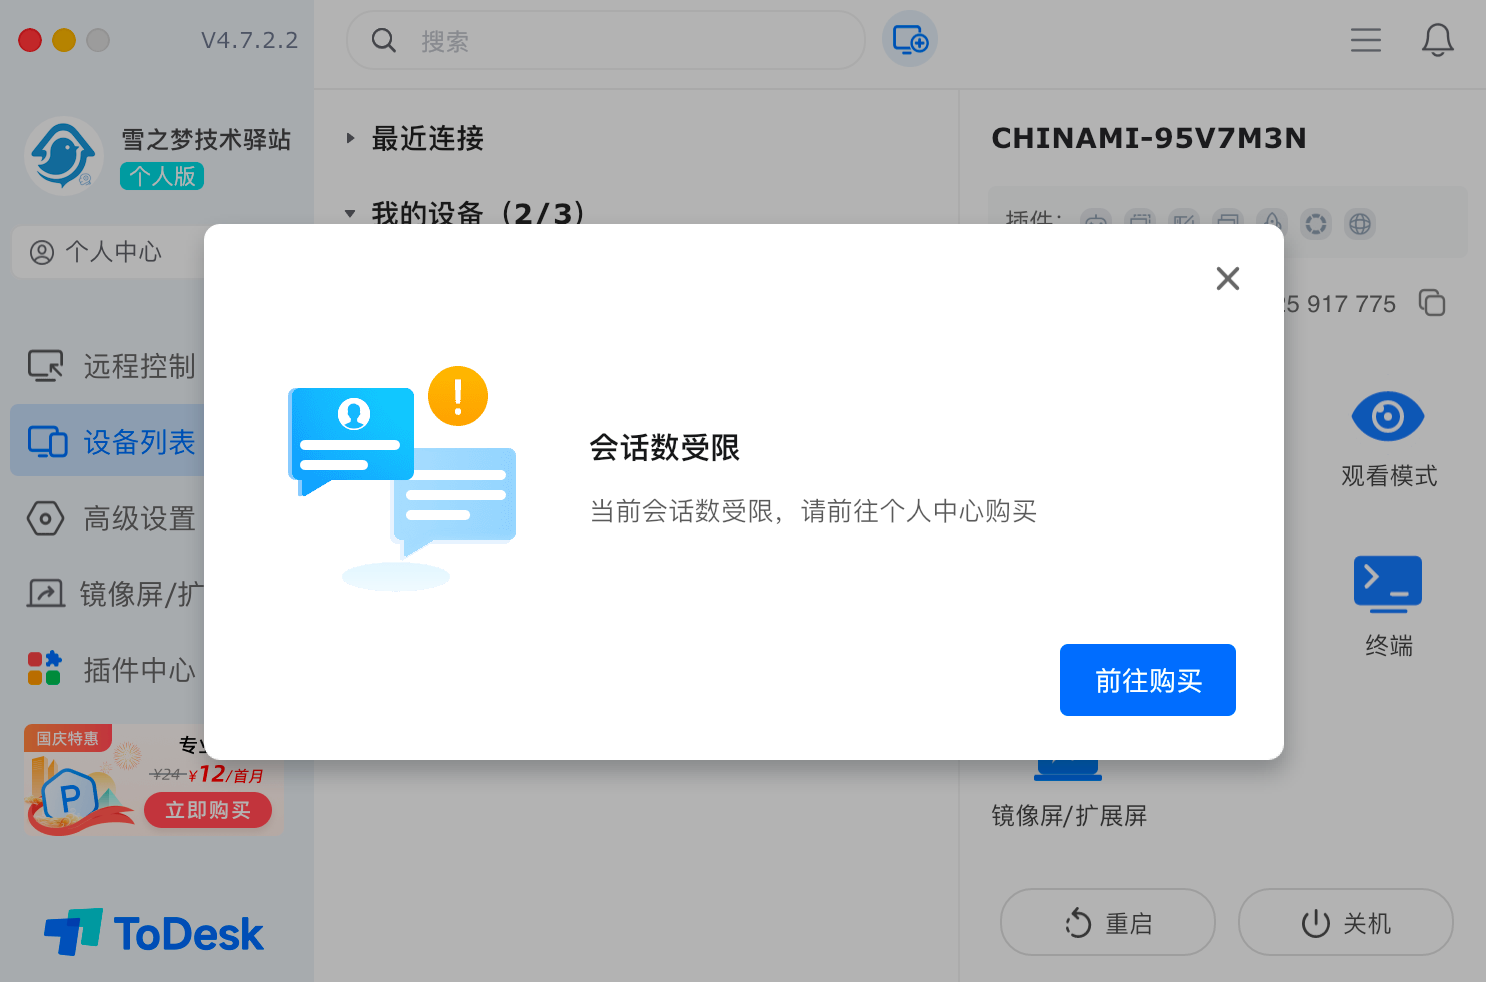 V4.7.2.2
搜索
雪之梦技术驿站
个人版
个人中心
远程控制
设备列表
高级设置
镜像屏/扩
插件中心
国庆特惠
专业
¥24 ¥12/首月
立即购买
ToDesk
最近连接
我的设备（2/3）
CHINAMI-95V7M3N
插件：
5 917 775
观看模式
终端
镜像屏/扩展屏
重启
关机
会话数受限
当前会话数受限，请前往个人中心购买
前往购买